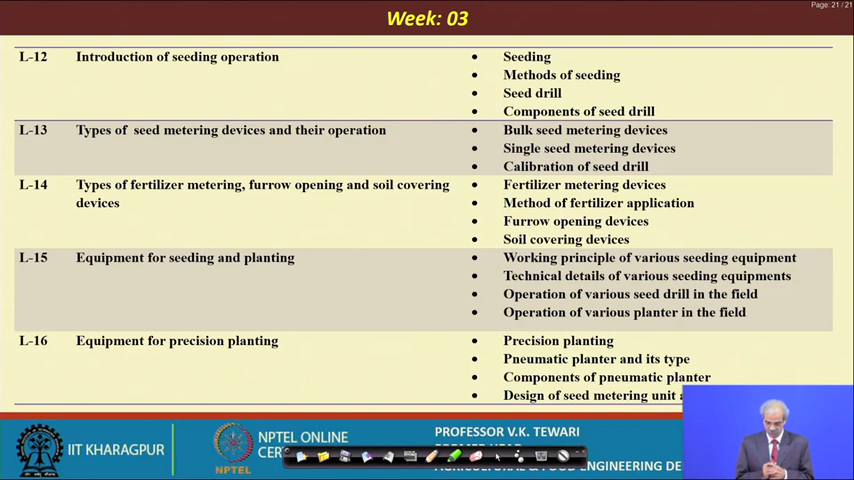 Page: 21 / 21
Week: 03
L-12 Introduction of seeding operation
• Seeding
• Methods of seeding
• Seed drill
• Components of seed drill
L-13 Types of seed metering devices and their operation
• Bulk seed metering devices
• Single seed metering devices
• Calibration of seed drill
L-14 Types of fertilizer metering, furrow opening and soil covering
devices
• Fertilizer metering devices
• Method of fertilizer application
• Furrow opening devices
• Soil covering devices
L-15 Equipment for seeding and planting
• Working principle of various seeding equipment
• Technical details of various seeding equipments
• Operation of various seed drill in the field
• Operation of various planter in the field
L-16 Equipment for precision planting
• Precision planting
• Pneumatic planter and its type
• Components of pneumatic planter
• Design of seed metering unit
IIT KHARAGPUR
NPTEL
NPTEL ONLINE
PROFESSOR V.K. TEWARI
AGRICULTURAL & FOOD ENGINEERING